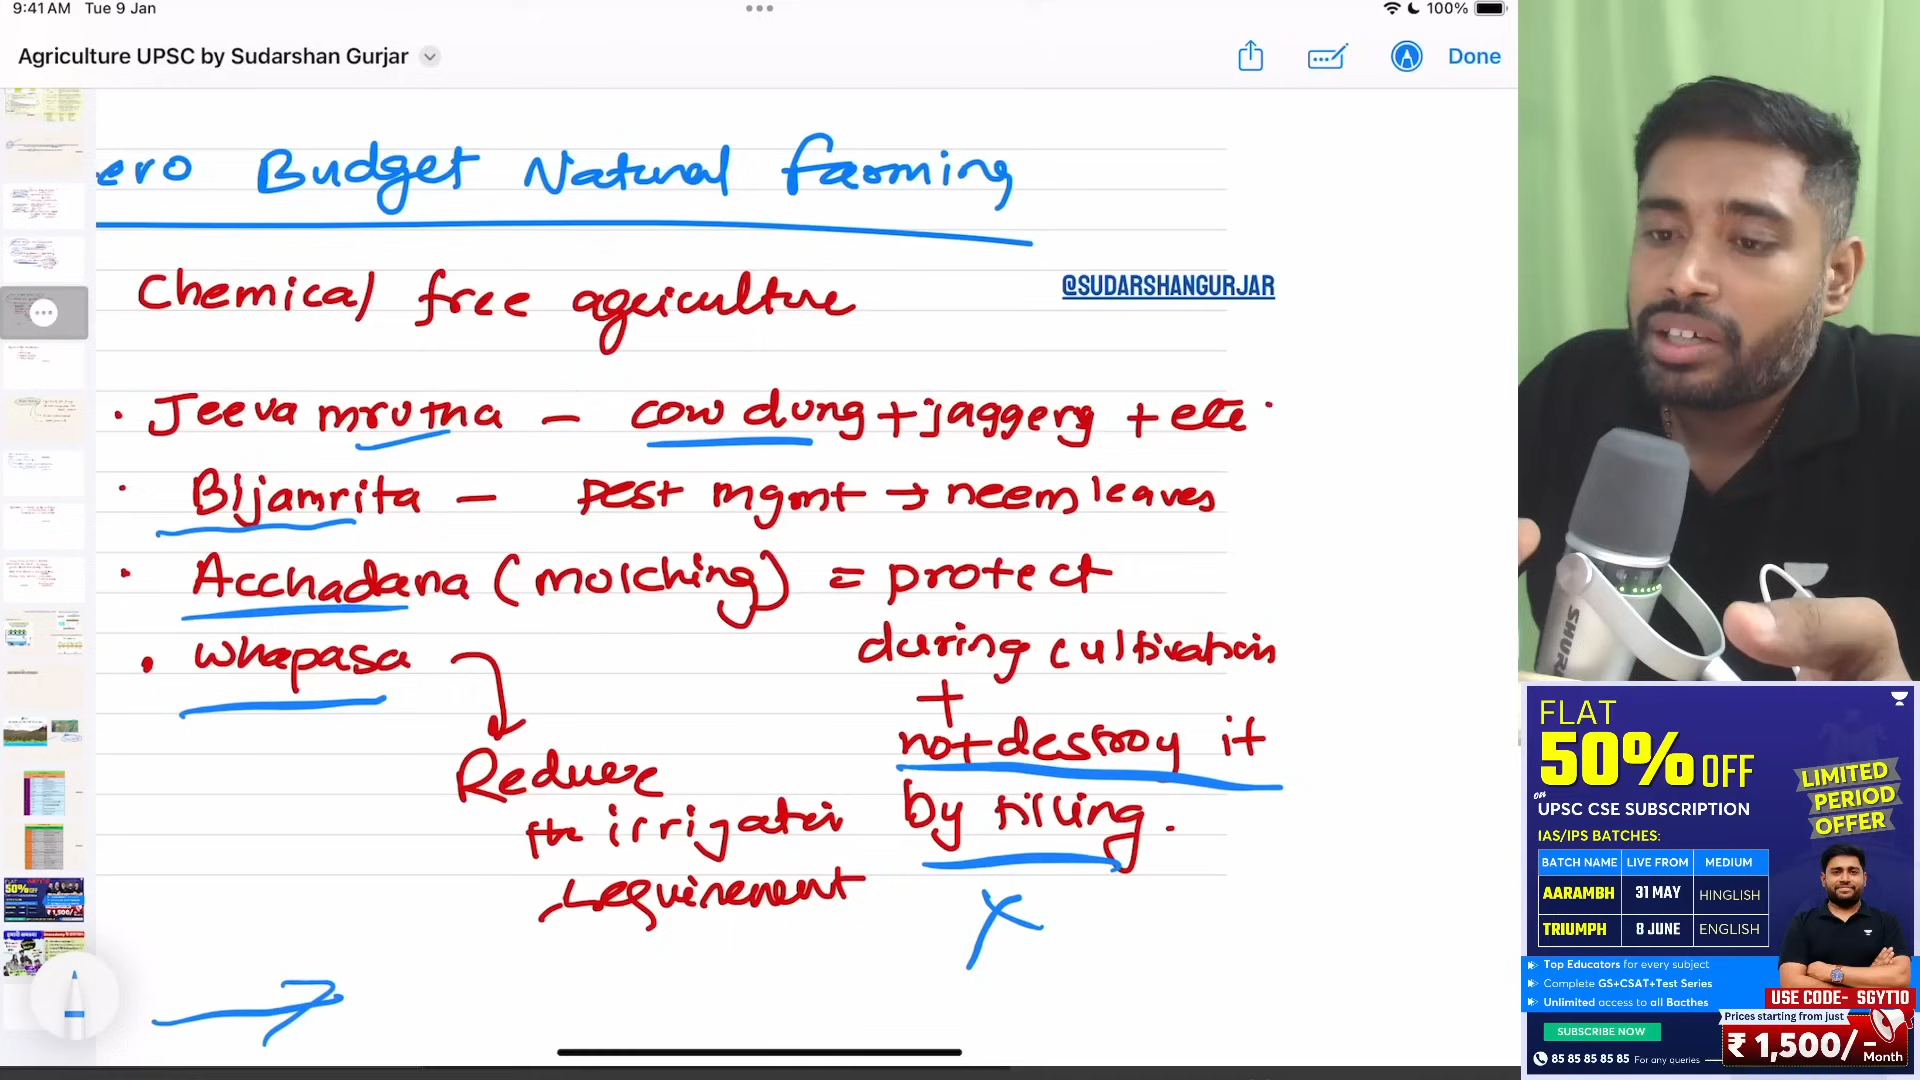 9:41 AM Tue 9 Jan
100%
Agriculture UPSC by Sudarshan Gurjar
Done
ero Budget Natural farming
Chemical free agriculture
@SUDARSHANGURJAR
· Jeeva mrutha – cow dung + jaggery + etc ·
· Bijamrita – pest mgmt → neem leaves
· Acchadana (mulching) = protect
during cultivation
+
not destroy it
by tilling.
· whapasa
Reduce
the irrigation
requirement
X
SHURE
FLAT
50% OFF
on
UPSC CSE SUBSCRIPTION
LIMITED
PERIOD
OFFER
IAS/IPS BATCHES:
BATCH NAME LIVE FROM MEDIUM
AARAMBH 31 MAY HINGLISH
TRIUMPH 8 JUNE ENGLISH
Top Educators for every subject
Complete GS+CSAT+Test Series
Unlimited access to all Bacthes
USE CODE- SGYT10
SUBSCRIBE NOW
Prices starting from just
₹ 1,500/- Month
85 85 85 85 85 For any queries